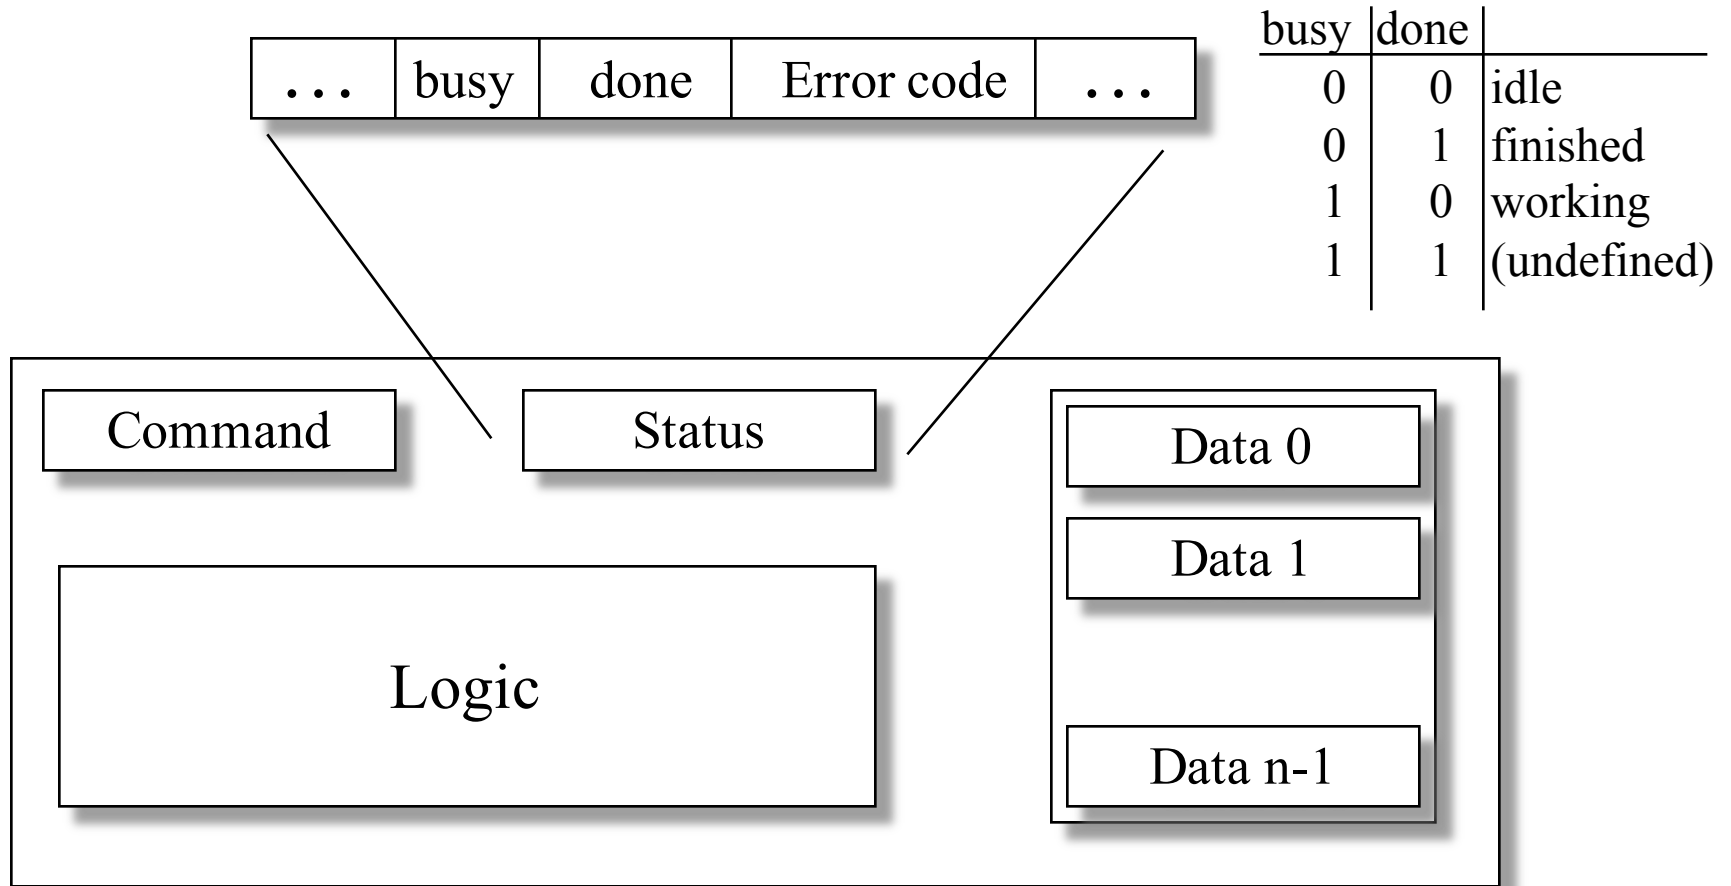 ... busy done Error code ...
busy done
0 0 idle
0 1 finished
1 0 working
1 1 (undefined)
Command
Status
Data 0
Data 1
Logic
Data n-1